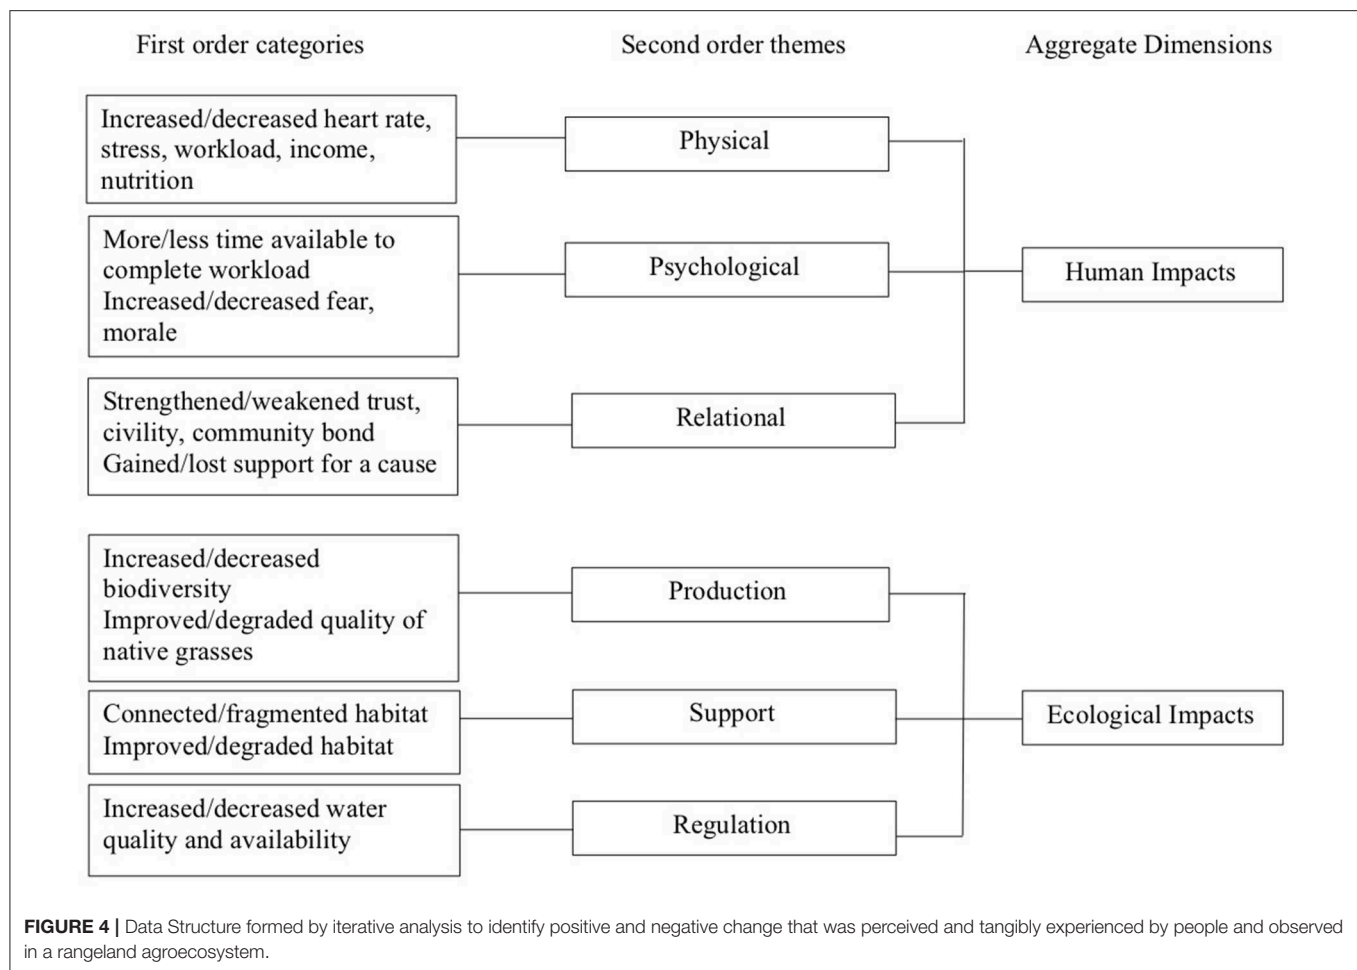 First order categories
Second order themes
Aggregate Dimensions
Increased/decreased heart rate,
stress, workload, income,
nutrition
Physical
More/less time available to
complete workload
Increased/decreased fear,
morale
Psychological
Human Impacts
Strengthened/weakened trust,
civility, community bond
Gained/lost support for a cause
Relational
Increased/decreased
biodiversity
Improved/degraded quality of
native grasses
Production
Connected/fragmented habitat
Improved/degraded habitat
Support
Ecological Impacts
Increased/decreased water
quality and availability
Regulation
FIGURE 4 | Data Structure formed by iterative analysis to identify positive and negative change that was perceived and tangibly experienced by people and observed
in a rangeland agroecosystem.